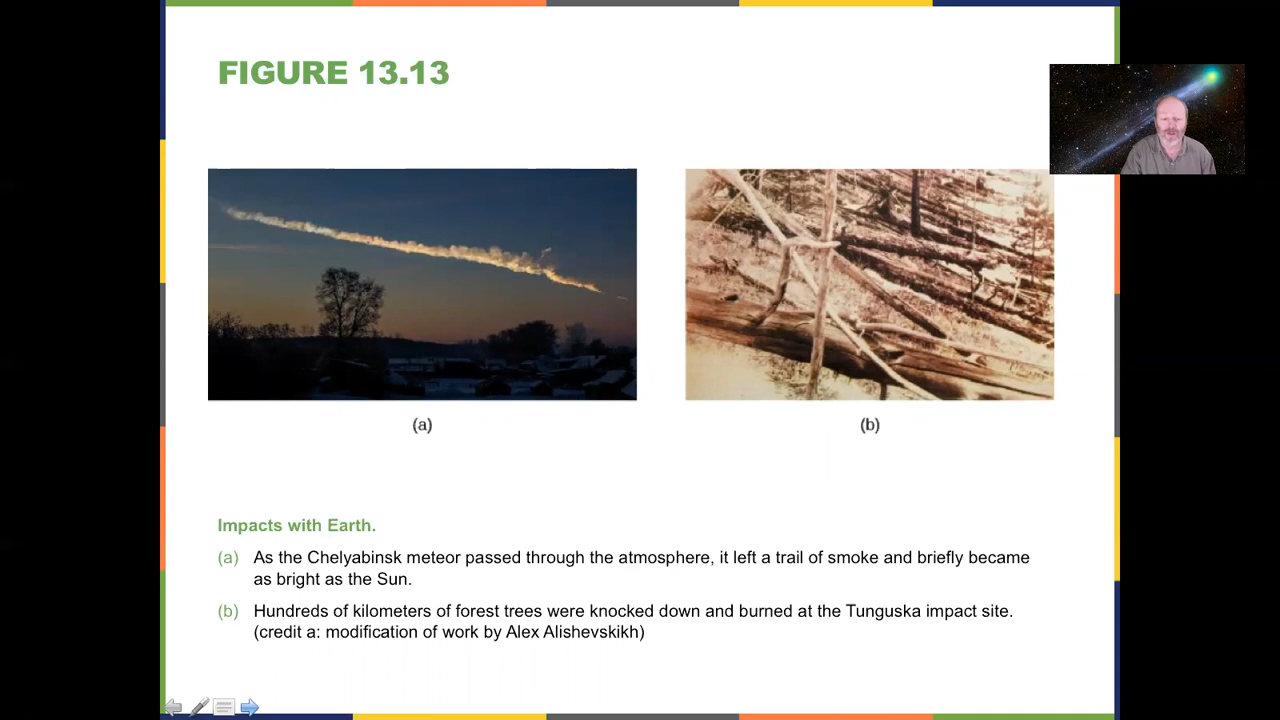 FIGURE 13.13
(a)
(b)
Impacts with Earth.
(a) As the Chelyabinsk meteor passed through the atmosphere, it left a trail of smoke and briefly became
as bright as the Sun.
(b) Hundreds of kilometers of forest trees were knocked down and burned at the Tunguska impact site.
(credit a: modification of work by Alex Alishevskikh)